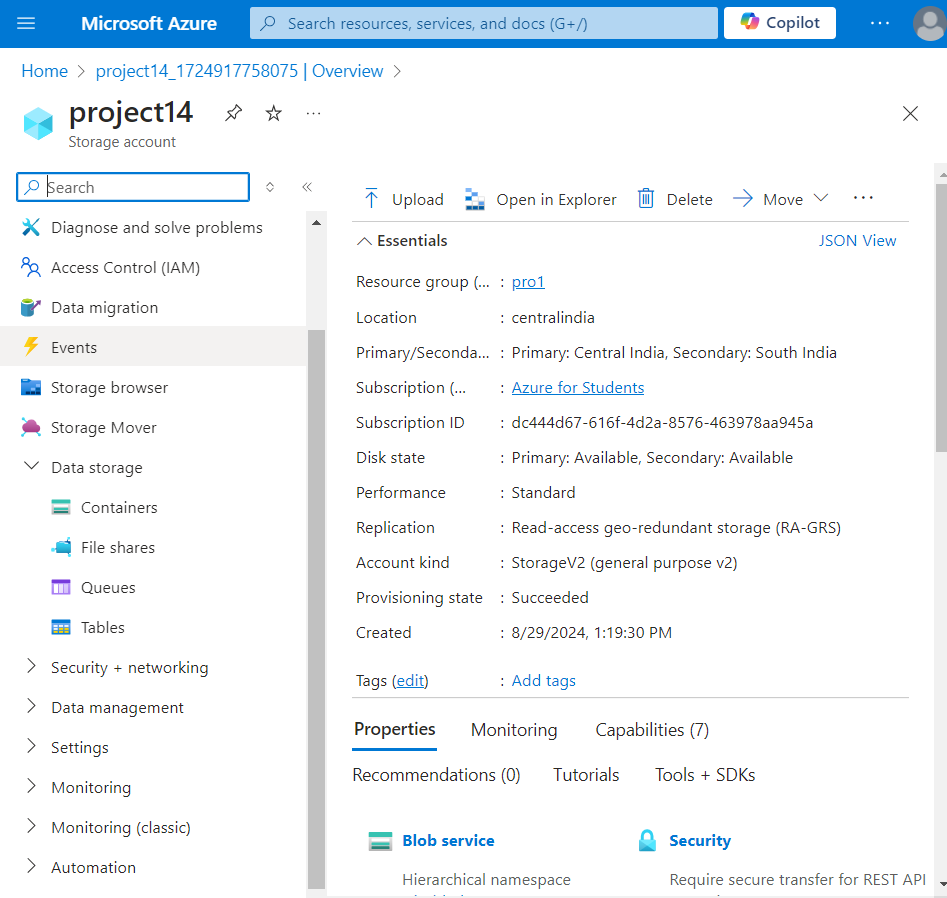 Microsoft Azure
Search resources, services, and docs (G+/)
Copilot
Home > project14_1724917758075 | Overview >
project14
Storage account
Search
Diagnose and solve problems
Access Control (IAM)
Data migration
Events
Storage browser
Storage Mover
Data storage
Containers
File shares
Queues
Tables
Security + networking
Data management
Settings
Monitoring
Monitoring (classic)
Automation
Upload
Open in Explorer
Delete
Move
Essentials
JSON View
Resource group (... : pro1
Location : centralindia
Primary/Seconda... : Primary: Central India, Secondary: South India
Subscription (... : Azure for Students
Subscription ID : dc444d67-616f-4d2a-8576-463978aa945a
Disk state : Primary: Available, Secondary: Available
Performance : Standard
Replication : Read-access geo-redundant storage (RA-GRS)
Account kind : StorageV2 (general purpose v2)
Provisioning state : Succeeded
Created : 8/29/2024, 1:19:30 PM
Tags (edit) : Add tags
Properties
Monitoring
Capabilities (7)
Recommendations (0)
Tutorials
Tools + SDKs
Blob service
Hierarchical namespace
Security
Require secure transfer for REST API